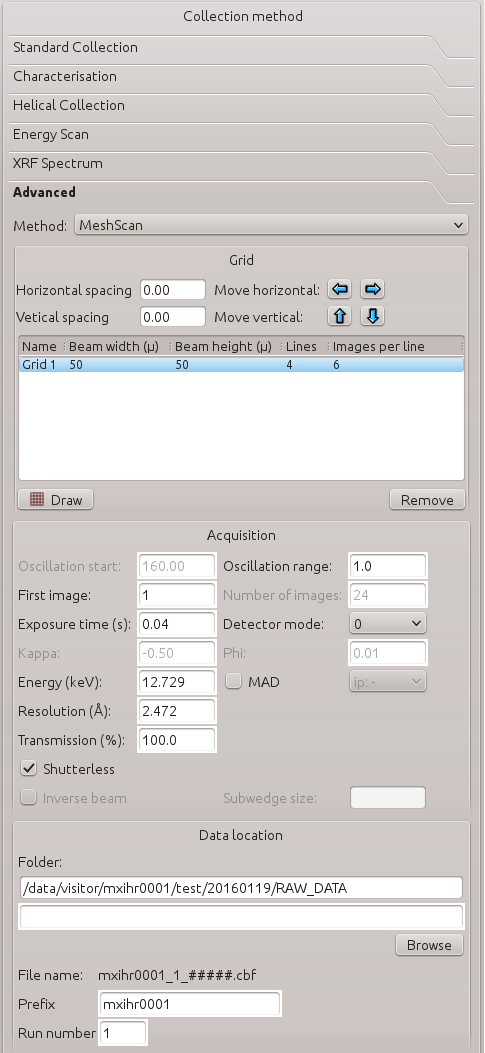 Collection method
Standard Collection
Characterisation
Helical Collection
Energy Scan
XRF Spectrum
Advanced
Method: MeshScan
Grid
Horizontal spacing 0.00 Move horizontal:
Vetical spacing 0.00 Move vertical:
Name Beam width (μ) Beam height (μ) Lines Images per line
Grid 1 50 50 4 6
Draw Remove
Acquisition
Oscillation start: 160.00 Oscillation range: 1.0
First image: 1 Number of images: 24
Exposure time (s): 0.04 Detector mode: 0
Kappa: -0.50 Phi: 0.01
Energy (keV): 12.729 MAD ip: -
Resolution (Å): 2.472
Transmission (%): 100.0
Shutterless
Inverse beam Subwedge size:
Data location
Folder:
/data/visitor/mxihr0001/test/20160119/RAW_DATA
Browse
File name: mxihr0001_1_#####.cbf
Prefix mxihr0001
Run number 1